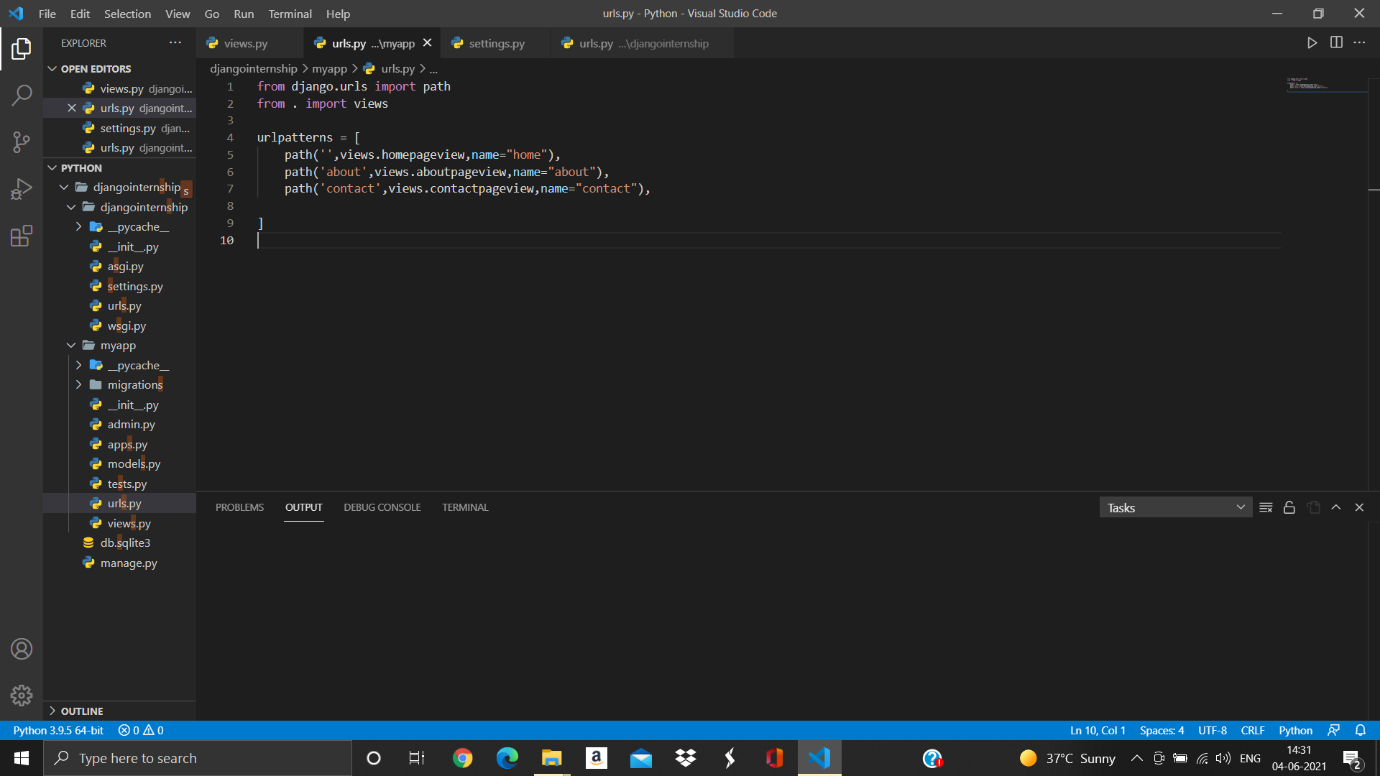 File Edit Selection View Go Run Terminal Help
urls.py - Python - Visual Studio Code
EXPLORER
OPEN EDITORS
views.py djangoi...
urls.py djangoint...
settings.py djan...
urls.py djangoint...
PYTHON
djangointernship
s
djangointernship
__pycache__
__init__.py
asgi.py
settings.py
urls.py
wsgi.py
myapp
__pycache__
migrations
__init__.py
admin.py
apps.py
models.py
tests.py
urls.py
views.py
db.sqlite3
manage.py
OUTLINE
views.py
urls.py ...\myapp
settings.py
urls.py ...\djangointernship
djangointernship > myapp > urls.py > ...
1 from django.urls import path
2 from . import views
3
4 urlpatterns = [
5 path('',views.homepageview,name="home"),
6 path('about',views.aboutpageview,name="about"),
7 path('contact',views.contactpageview,name="contact"),
8
9 ]
10
PROBLEMS OUTPUT DEBUG CONSOLE TERMINAL
Tasks
Python 3.9.5 64-bit 0 0
Ln 10, Col 1 Spaces: 4 UTF-8 CRLF Python
Type here to search
a
37°C Sunny
ENG
14:31
04-06-2021
2